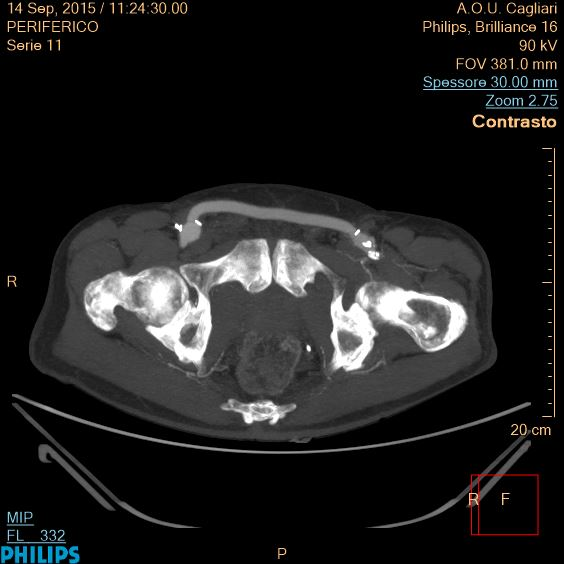 14 Sep, 2015 / 11:24:30.00
PERIFERICO
Serie 11
A.O.U. Cagliari
Philips, Brilliance 16
90 kV
FOV 381.0 mm
Spessore 30.00 mm
Zoom 2.75
Contrasto
R
20 cm
R F
MIP
FL 332
PHILIPS
P